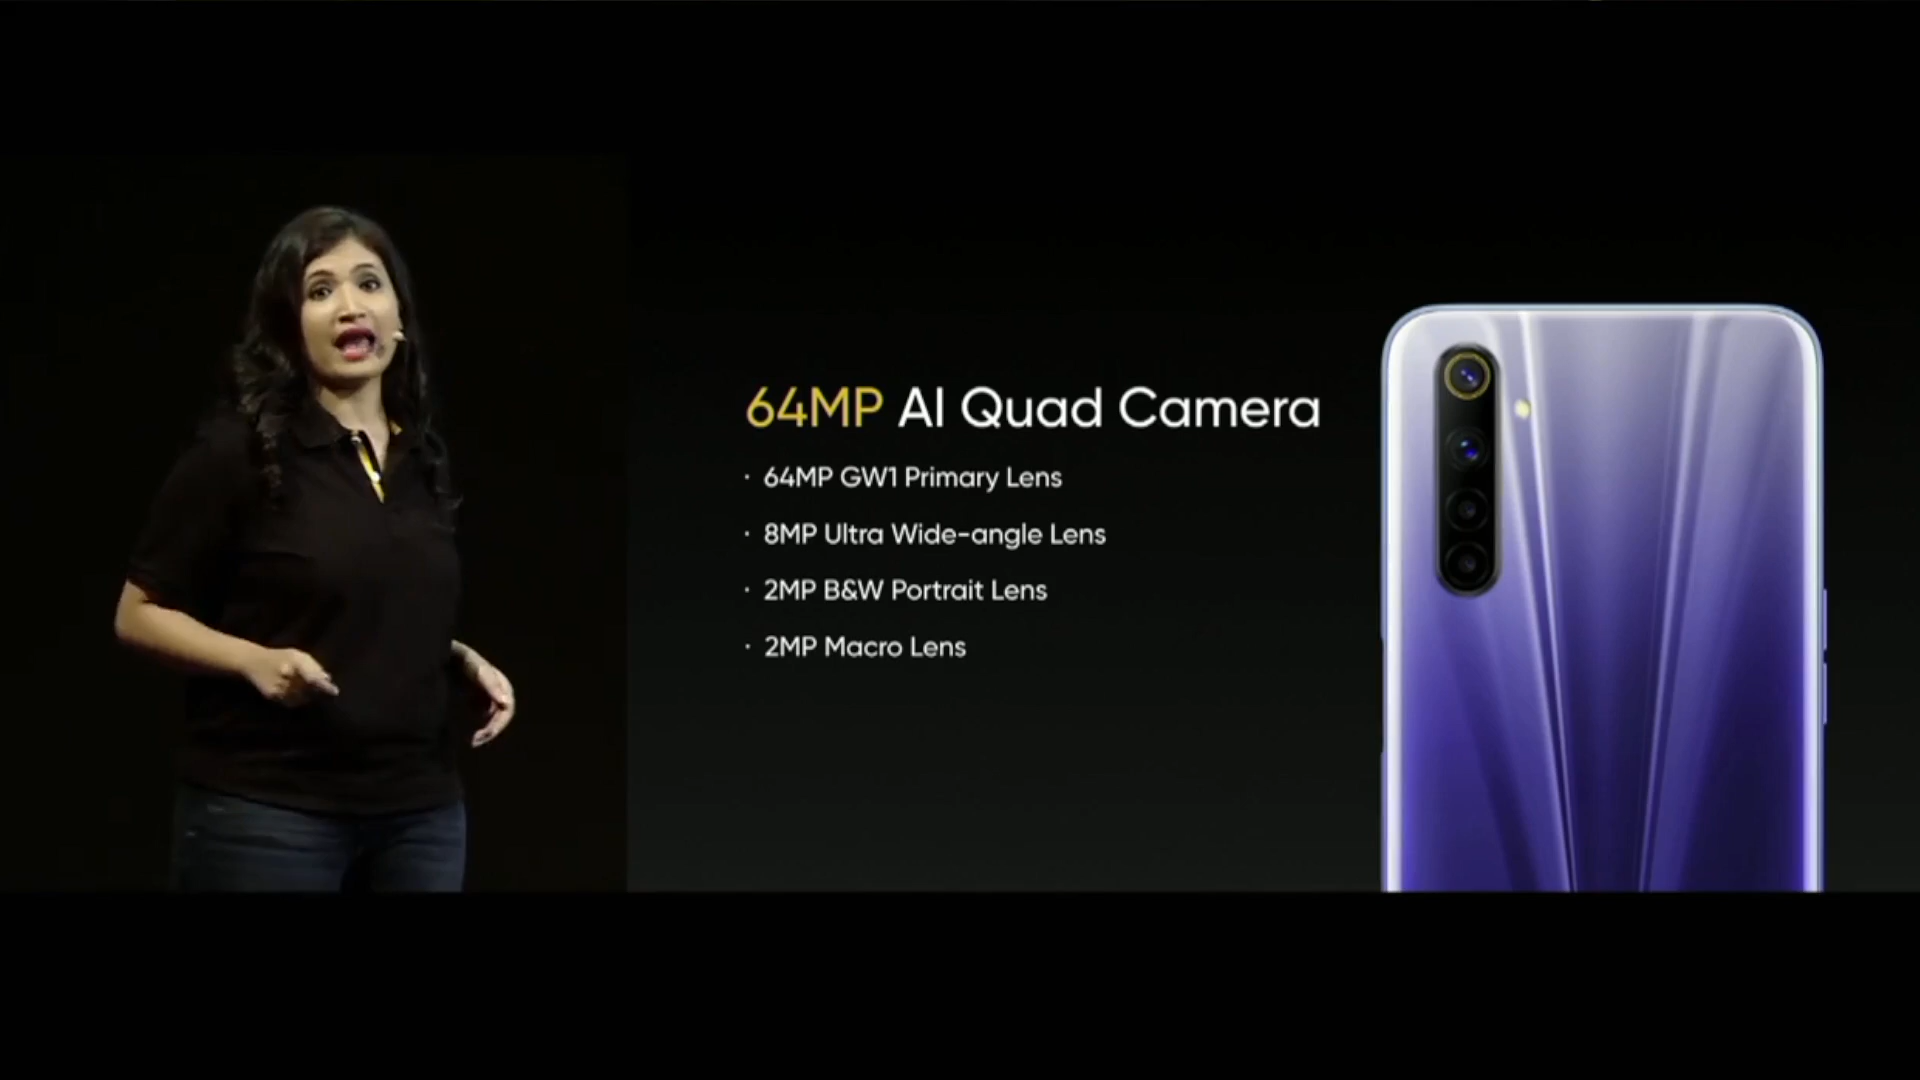 64MP AI Quad Camera
· 64MP GW1 Primary Lens
· 8MP Ultra Wide-angle Lens
· 2MP B&W Portrait Lens
· 2MP Macro Lens